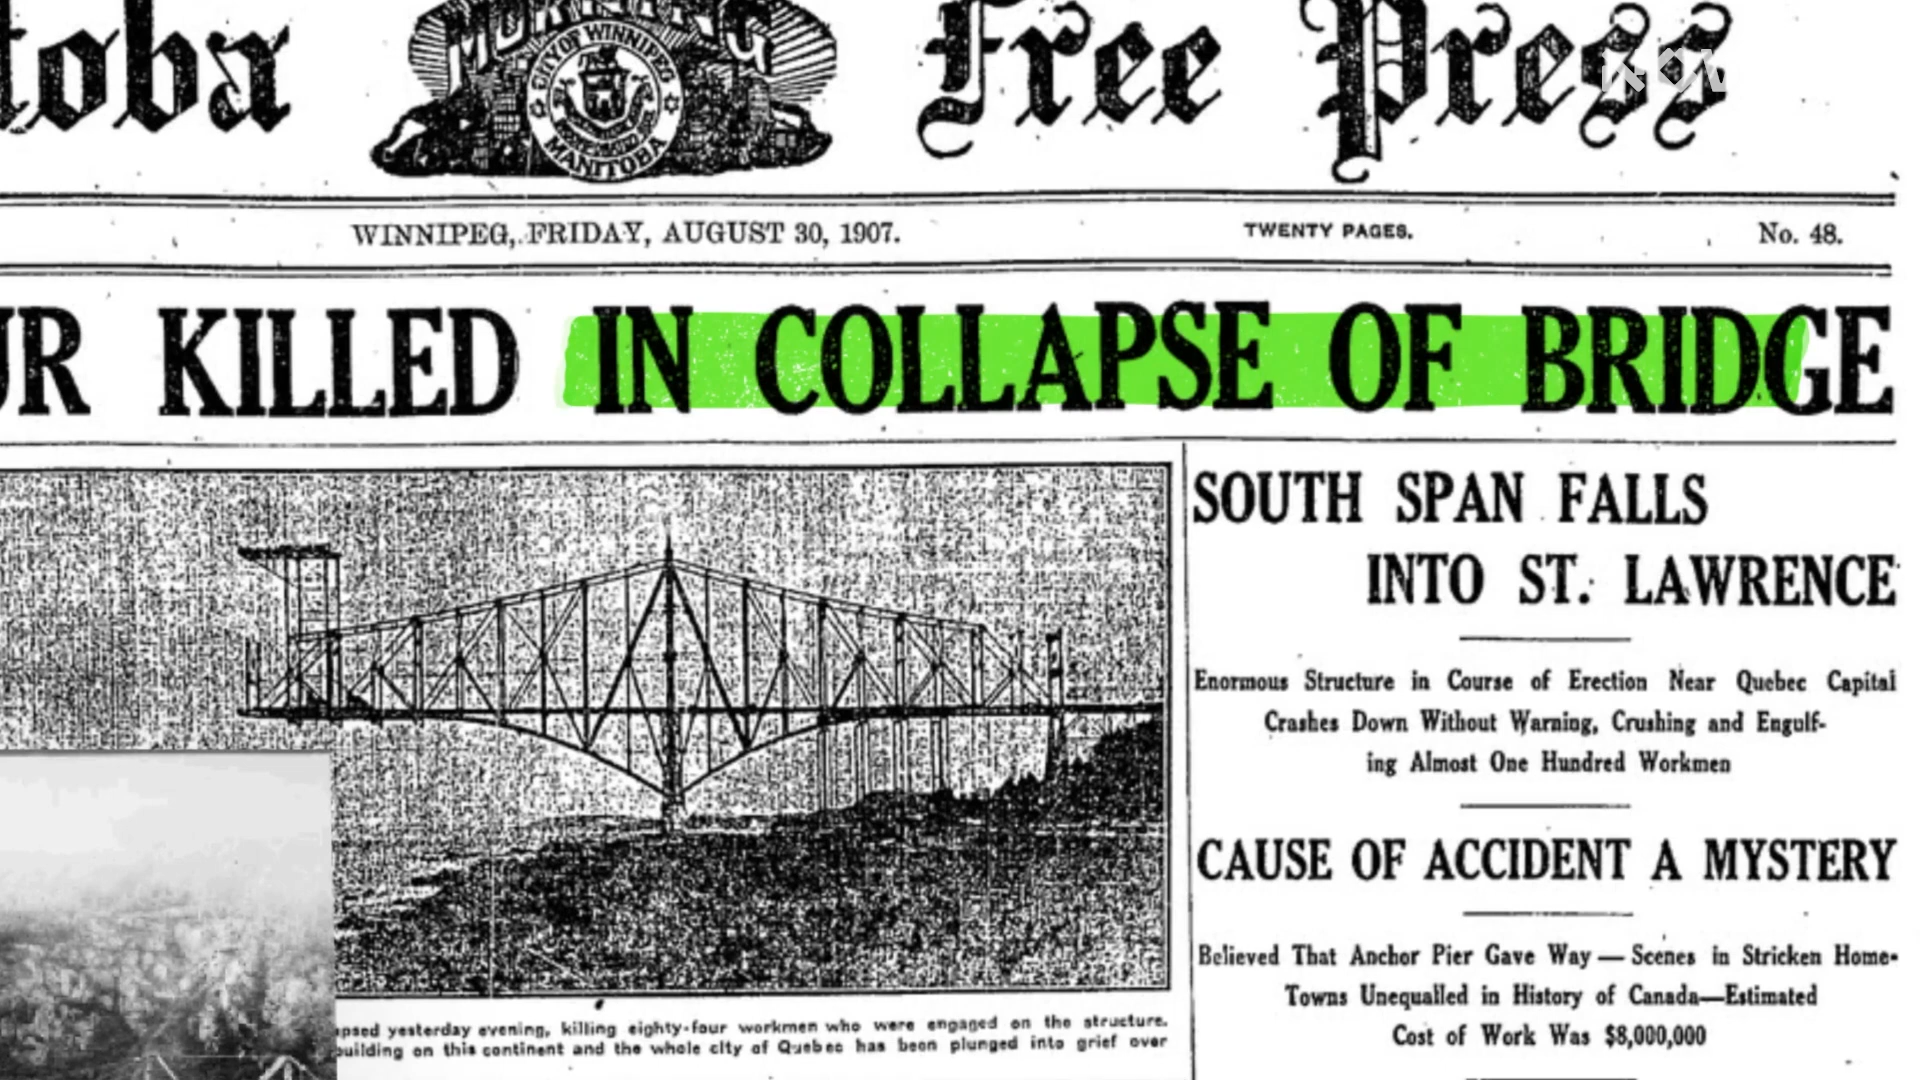 toba
MORNING
Free Press
CITY OF WINNIPEG
MANITOBA
WINNIPEG, FRIDAY, AUGUST 30, 1907.
TWENTY PAGES.
No. 48.
UR KILLED IN COLLAPSE OF BRIDGE
SOUTH SPAN FALLS
INTO ST. LAWRENCE
Enormous Structure in Course of Erection Near Quebec Capital
Crashes Down Without Warning, Crushing and Engulf-
ing Almost One Hundred Workmen
CAUSE OF ACCIDENT A MYSTERY
Believed That Anchor Pier Gave Way — Scenes in Stricken Home-
Towns Unequalled in History of Canada—Estimated
Cost of Work Was $8,000,000
apsed yesterday evening, killing eighty-four workmen who were engaged on the structure.
building on this continent and the whole city of Quebec has been plunged into grief over